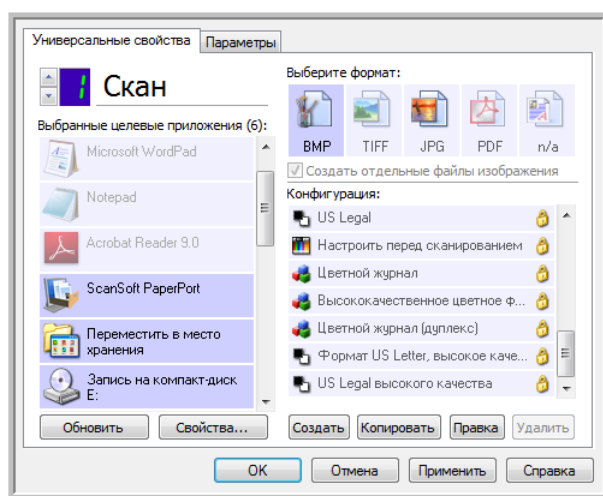 Универсальные свойства
Параметры
1 Скан
Выбранные целевые приложения (6):
Microsoft WordPad
Notepad
Acrobat Reader 9.0
ScanSoft PaperPort
Переместить в место
хранения
Запись на компакт-диск
E:
Обновить
Свойства...
Выберите формат:
BMP
TIFF
JPG
PDF
n/a
Создать отдельные файлы изображения
Конфигурация:
US Legal
Настроить перед сканированием
Цветной журнал
Высококачественное цветное ф...
Цветной журнал (дуплекс)
Формат US Letter, высокое каче...
US Legal высокого качества
Создать
Копировать
Правка
Удалить
OK
Отмена
Применить
Справка